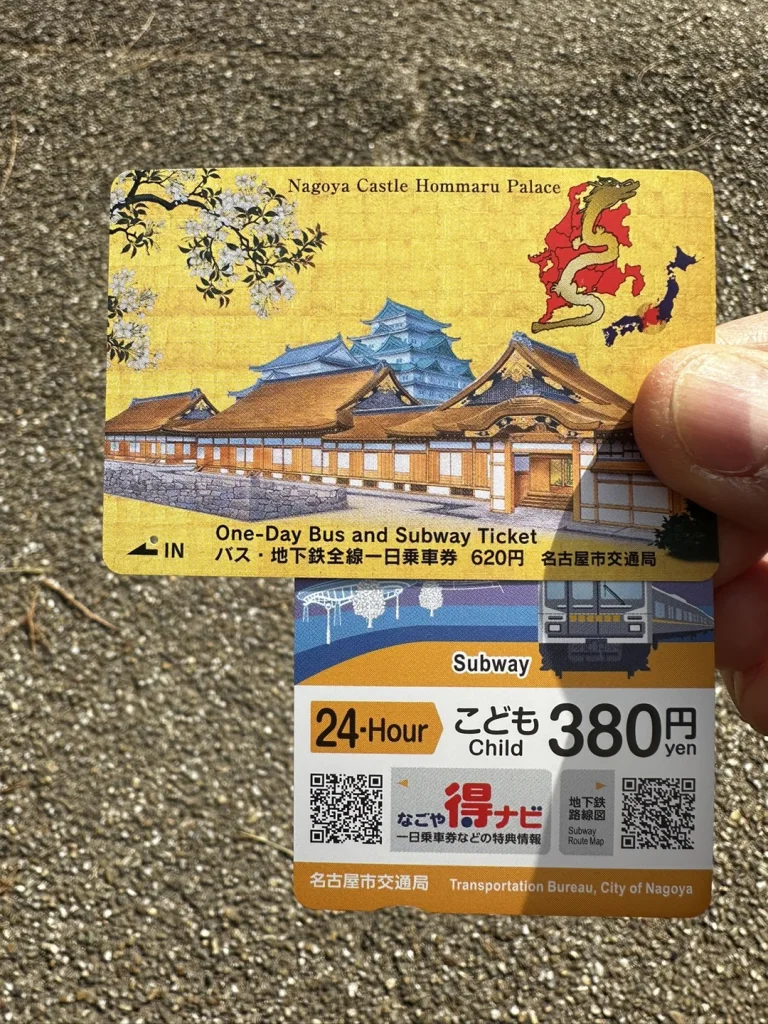 Nagoya Castle Hommaru Palace
IN
One-Day Bus and Subway Ticket
バス・地下鉄全線一日乗車券 620円 名古屋市交通局
Subway
24-Hour
こども 380円
Child yen
なごや得ナビ
一日乗車券などの特典情報
地下鉄
路線図
Subway
Route Map
名古屋市交通局 Transportation Bureau, City of Nagoya